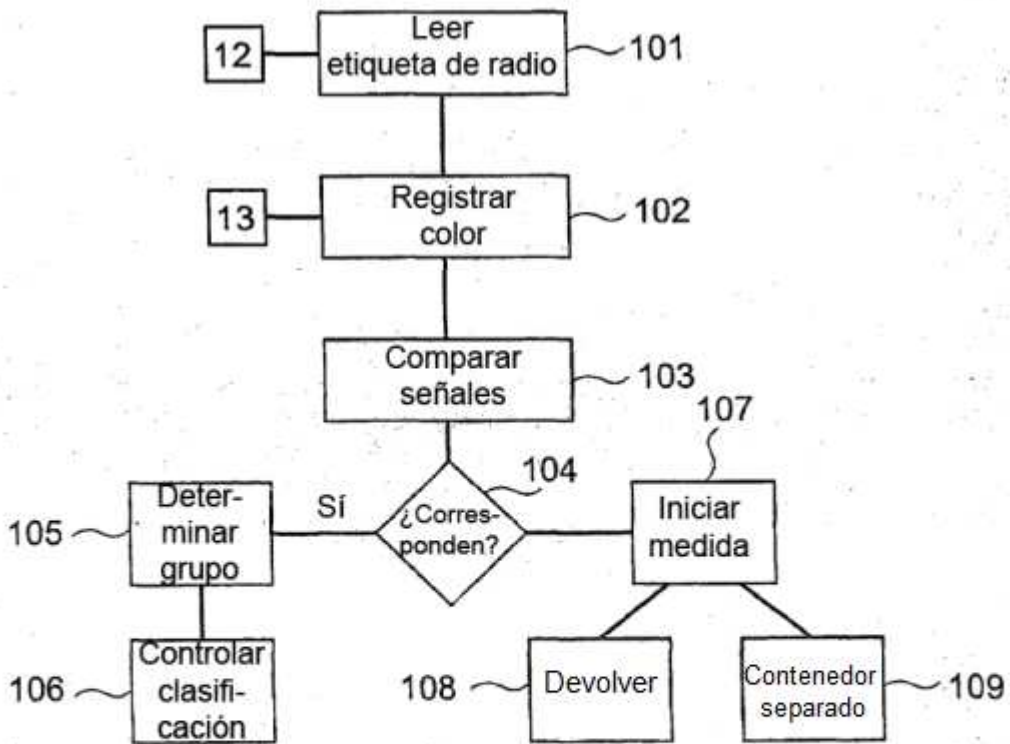 Leer
12
etiqueta de radio
101
Registrar
13
color
102
Comparar
señales
103
107
104
Deter-
minar
grupo
105
Sí
¿Corres-
ponden?
Iniciar
medida
Controlar
clasifi-
cación
106
108
Devolver
Contenedor
separado
109